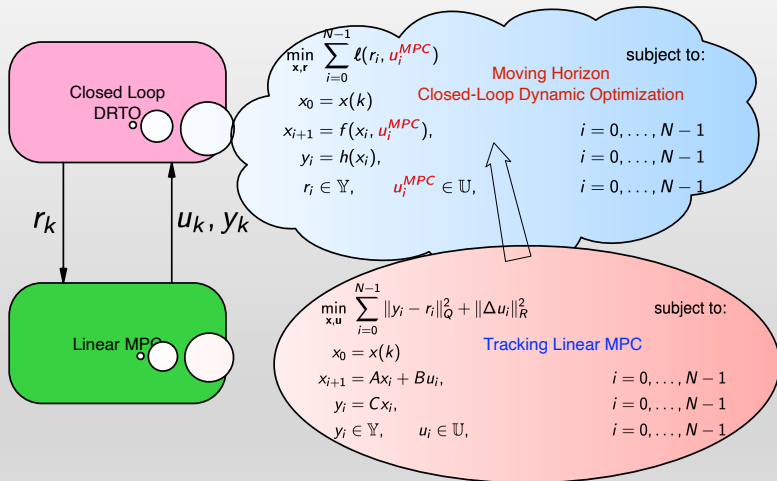 Closed Loop
DRTO
r_k
u_k, y_k
Linear MPC
min_{x,r} ∑_{i=0}^{N−1} ℓ(r_i, u_i^{MPC}) subject to:
Moving Horizon
Closed-Loop Dynamic Optimization
x_0 = x(k)
x_{i+1} = f(x_i, u_i^{MPC}), i = 0, . . . , N − 1
y_i = h(x_i), i = 0, . . . , N − 1
r_i ∈ 𝕐, u_i^{MPC} ∈ 𝕌, i = 0, . . . , N − 1
min_{x,u} ∑_{i=0}^{N−1} ‖y_i − r_i‖_Q^2 + ‖Δu_i‖_R^2 subject to:
x_0 = x(k) Tracking Linear MPC
x_{i+1} = Ax_i + Bu_i, i = 0, . . . , N − 1
y_i = Cx_i, i = 0, . . . , N − 1
y_i ∈ 𝕐, u_i ∈ 𝕌, i = 0, . . . , N − 1